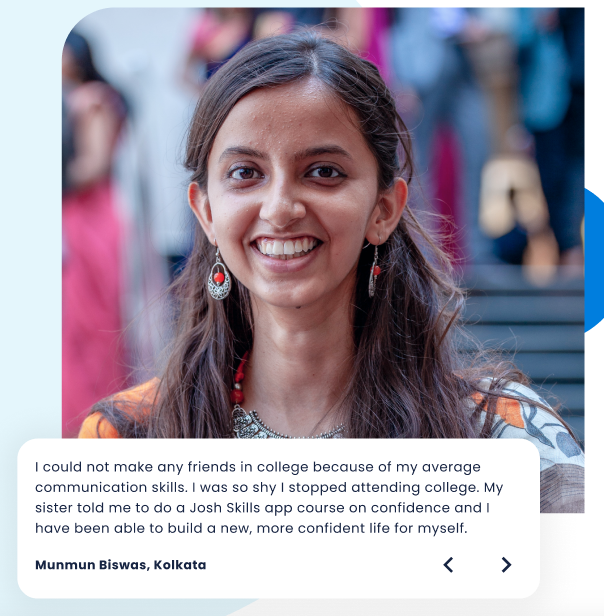 I could not make any friends in college because of my average
communication skills. I was so shy I stopped attending college. My
sister told me to do a Josh Skills app course on confidence and I
have been able to build a new, more confident life for myself.
Munmun Biswas, Kolkata